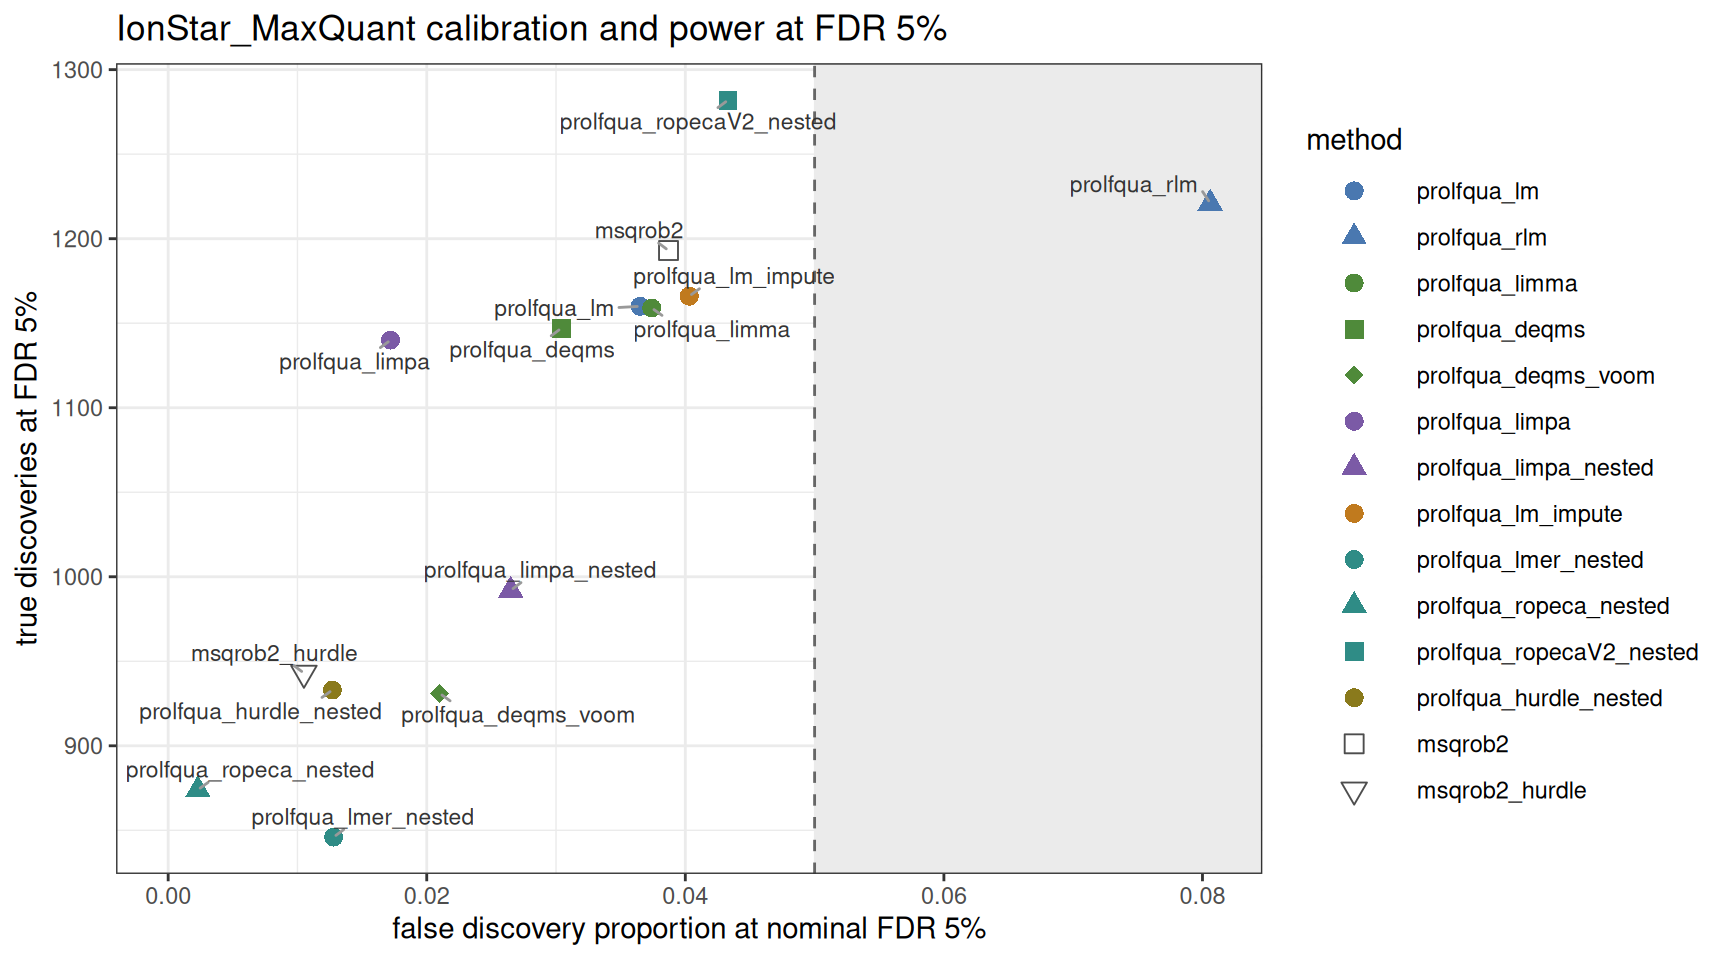 IonStar_MaxQuant calibration and power at FDR 5%
true discoveries at FDR 5%
1300
1200
1100
1000
900
prolfqua_ropecaV2_nested
prolfqua_rlm
msqrob2
prolfqua_lm_impute
prolfqua_lm
prolfqua_limma
prolfqua_deqms
prolfqua_limpa
prolfqua_limpa_nested
msqrob2_hurdle
prolfqua_hurdle_nested
prolfqua_deqms_voom
prolfqua_ropeca_nested
prolfqua_lmer_nested
0.00
0.02
0.04
0.06
0.08
false discovery proportion at nominal FDR 5%
method
prolfqua_lm
prolfqua_rlm
prolfqua_limma
prolfqua_deqms
prolfqua_deqms_voom
prolfqua_limpa
prolfqua_limpa_nested
prolfqua_lm_impute
prolfqua_lmer_nested
prolfqua_ropeca_nested
prolfqua_ropecaV2_nested
prolfqua_hurdle_nested
msqrob2
msqrob2_hurdle